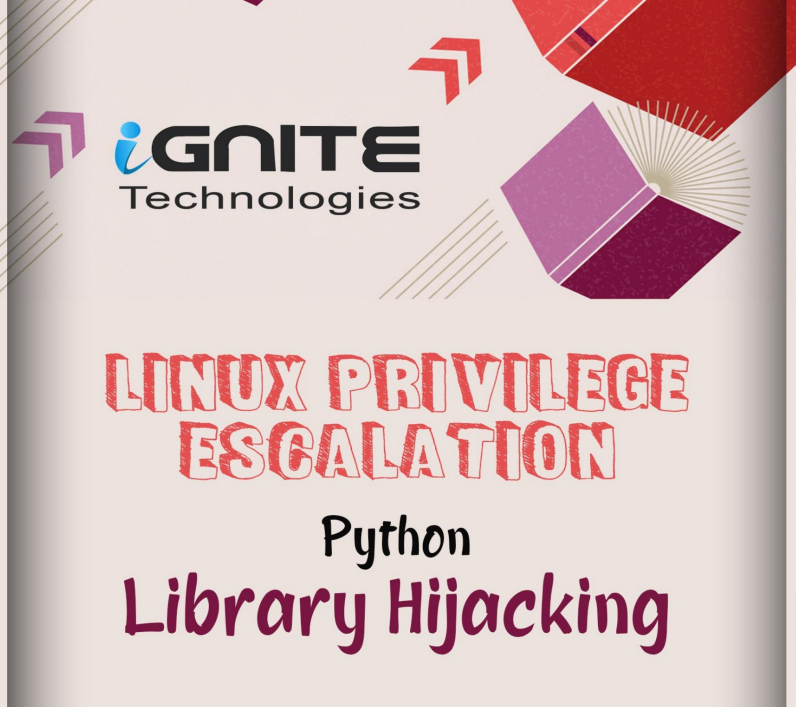 iGNITE
Technologies
LINUX PRIVILEGE
ESCALATION
Python
Library Hijacking